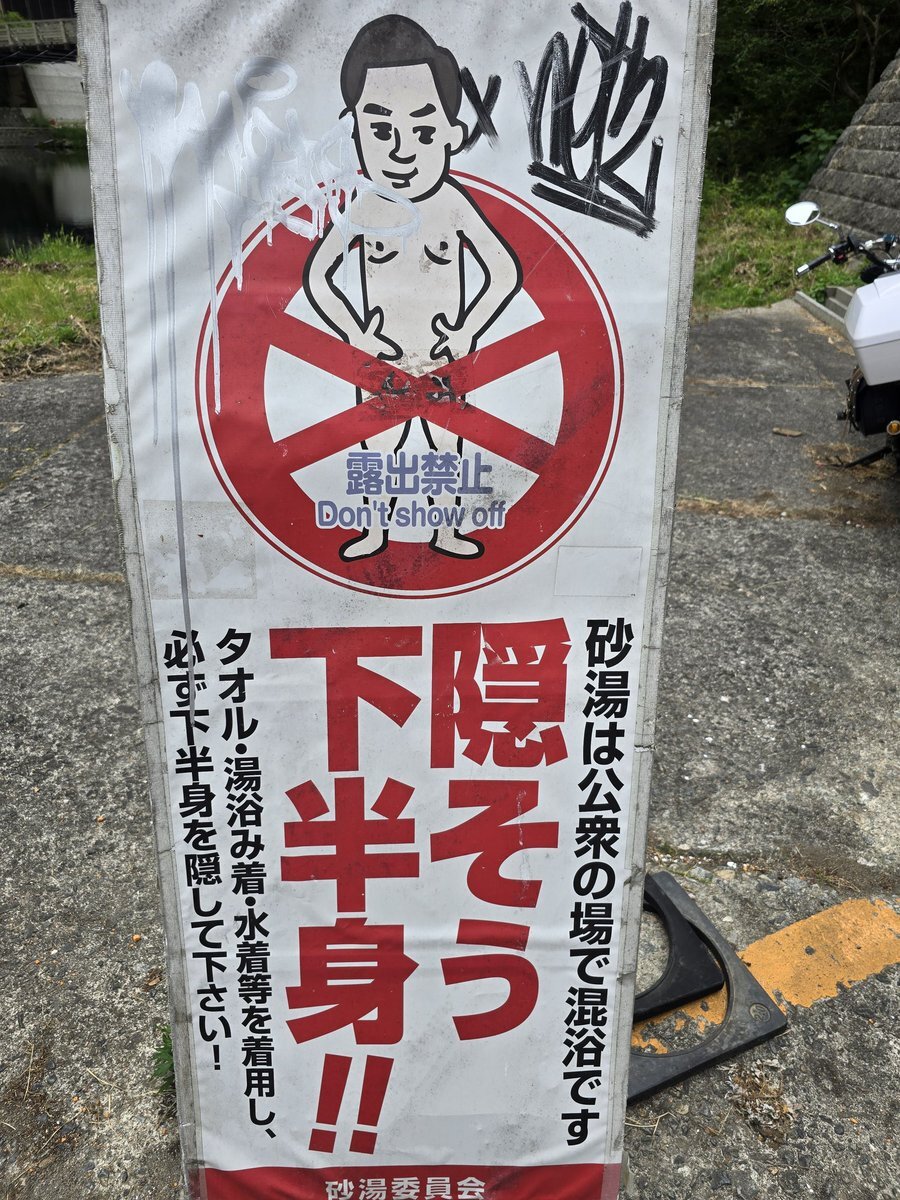 露出禁止
Don't show off
砂湯は公衆の場で混浴です
隠そう
下半身!!
タオル・湯浴み着・水着等を着用し、
必ず下半身を隠して下さい！
砂湯委員会